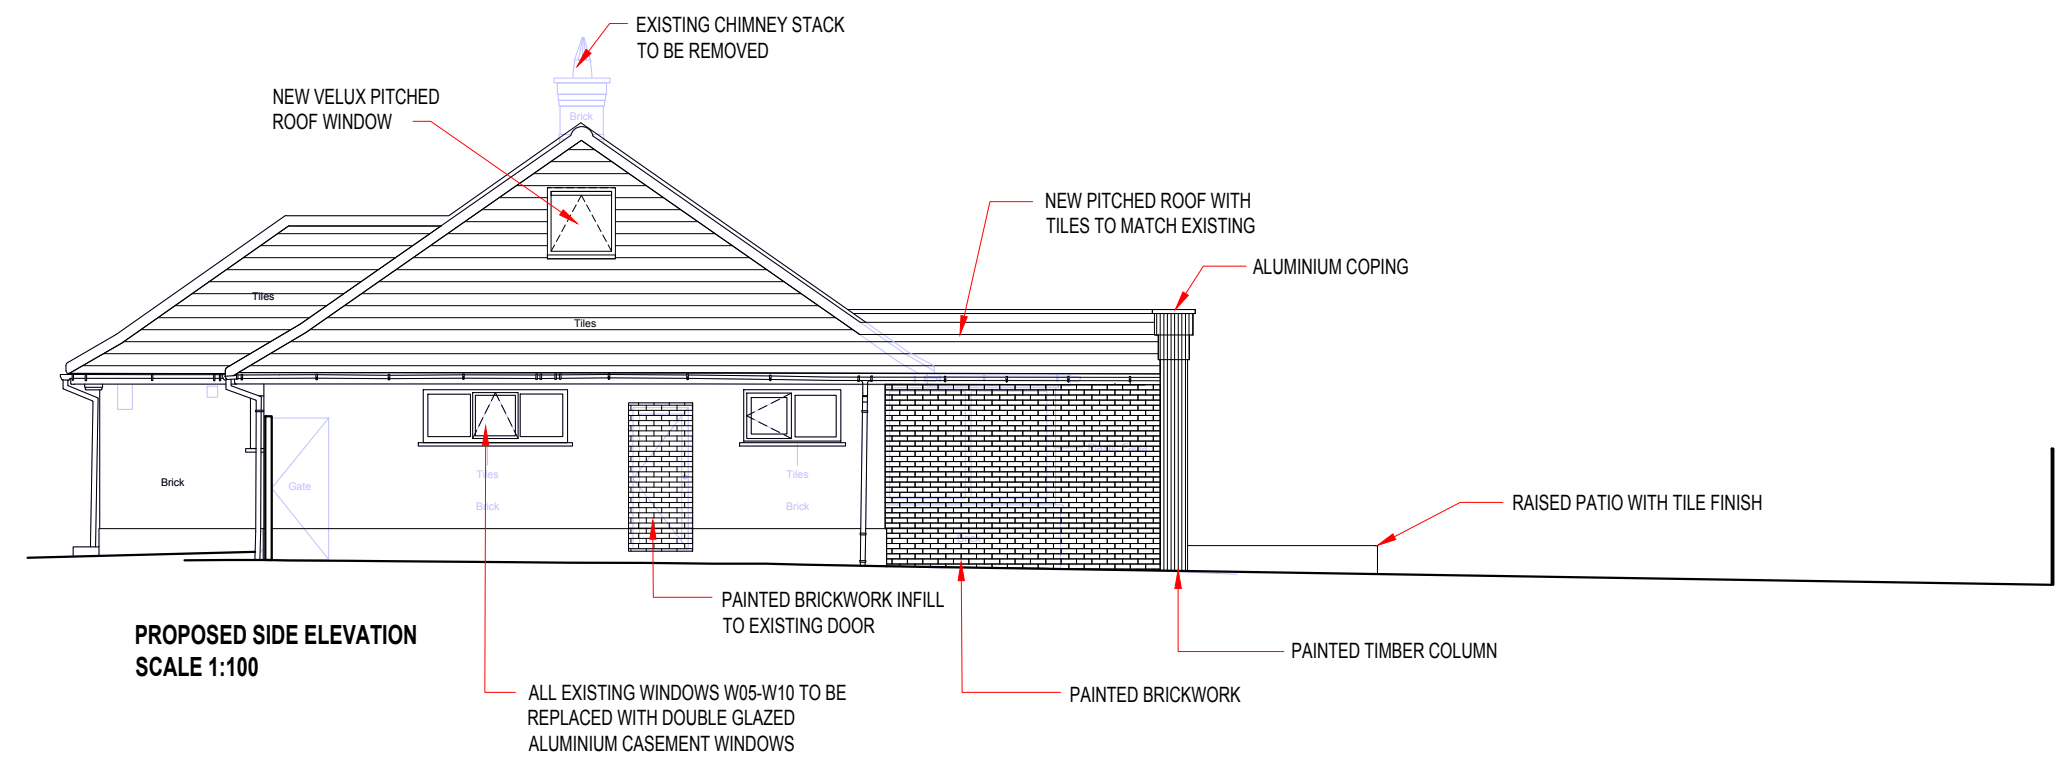 EXISTING CHIMNEY STACK
TO BE REMOVED
NEW VELUX PITCHED
ROOF WINDOW
Brick
NEW PITCHED ROOF WITH
TILES TO MATCH EXISTING
ALUMINIUM COPING
Tiles
Tiles
Brick
Gate
Tiles
Brick
Tiles
Brick
RAISED PATIO WITH TILE FINISH
PAINTED BRICKWORK INFILL
TO EXISTING DOOR
PROPOSED SIDE ELEVATION
SCALE 1:100
PAINTED TIMBER COLUMN
ALL EXISTING WINDOWS W05-W10 TO BE
REPLACED WITH DOUBLE GLAZED
ALUMINIUM CASEMENT WINDOWS
PAINTED BRICKWORK